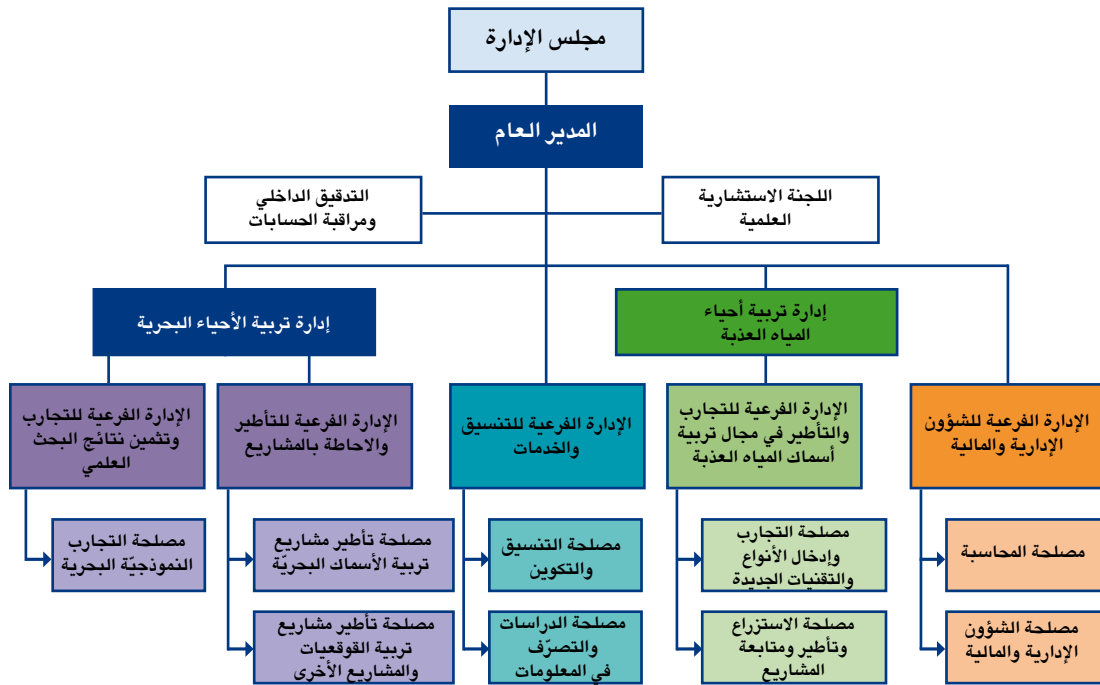 مجلس الإدارة
المدير العام
اللجنة الاستشارية
العلمية
التدقيق الداخلي
ومراقبة الحسابات
إدارة تربية أحياء
المياه العذبة
إدارة تربية الأحياء البحرية
الإدارة الفرعية للشؤون
الإدارية والمالية
الإدارة الفرعية للتجارب
والتأطير في مجال تربية
أسماك المياه العذبة
الإدارة الفرعية للتنسيق
والخدمات
الإدارة الفرعية للتأطير
والاحاطة بالمشاريع
الإدارة الفرعية للتجارب
وتثمين نتائج البحث
العلمي
مصلحة المحاسبة
مصلحة التجارب
وإدخال الأنواع
والتقنيات الجديدة
مصلحة التنسيق
والتكوين
مصلحة تأطير مشاريع
تربية الأسماك البحريّة
مصلحة التجارب
النموذجيّة البحرية
مصلحة الشؤون
الإدارية والمالية
مصلحة الاستزراع
وتأطير ومتابعة
المشاريع
مصلحة الدراسات
والتصرّف
في المعلومات
مصلحة تأطير مشاريع
تربية القوقعيات
والمشاريع الأخرى